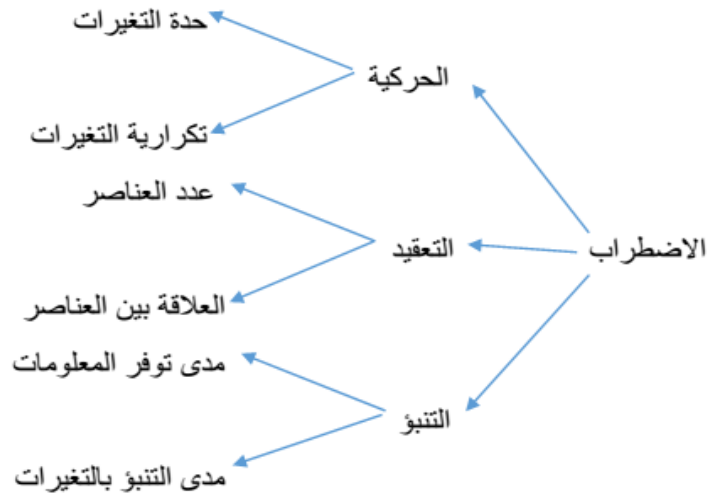 حدة التغيرات
الحركية
تكرارية التغيرات
عدد العناصر
الاضطراب
التعقيد
العلاقة بين العناصر
مدى توفر المعلومات
التنبؤ
مدى التنبؤ بالتغيرات